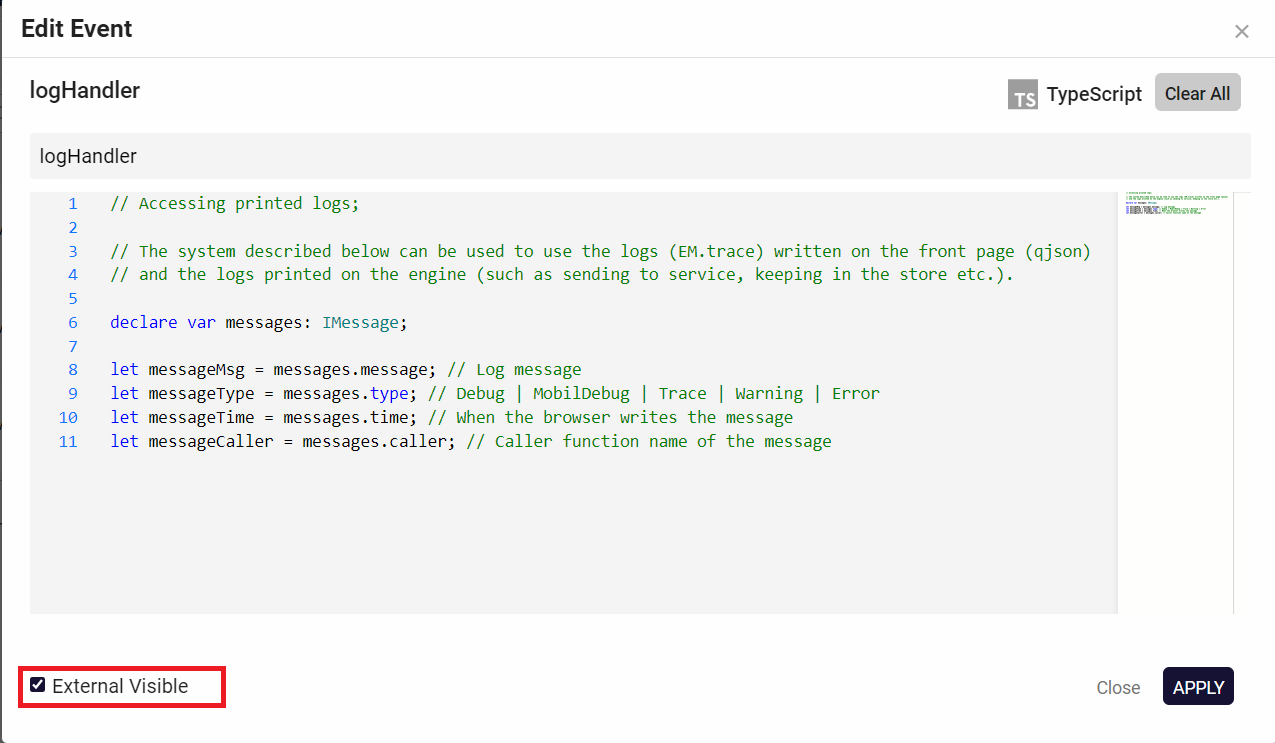 Edit Event
×
logHandler
TS TypeScript Clear All
logHandler
1 // Accessing printed logs;
2
3 // The system described below can be used to use the logs (EM.trace) written on the front page (qjson)
4 // and the logs printed on the engine (such as sending to service, keeping in the store etc.).
5
6 declare var messages: IMessage;
7
8 let messageMsg = messages.message; // Log message
9 let messageType = messages.type; // Debug | MobilDebug | Trace | Warning | Error
10 let messageTime = messages.time; // When the browser writes the message
11 let messageCaller = messages.caller; // Caller function name of the message
External Visible
Close APPLY